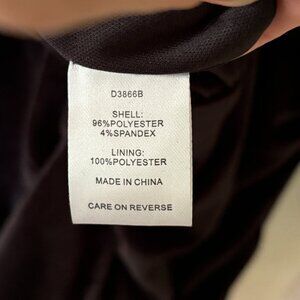 D3866B
SHELL:
96%POLYESTER
4%SPANDEX
LINING:
100%POLYESTER
MADE IN CHINA
CARE ON REVERSE